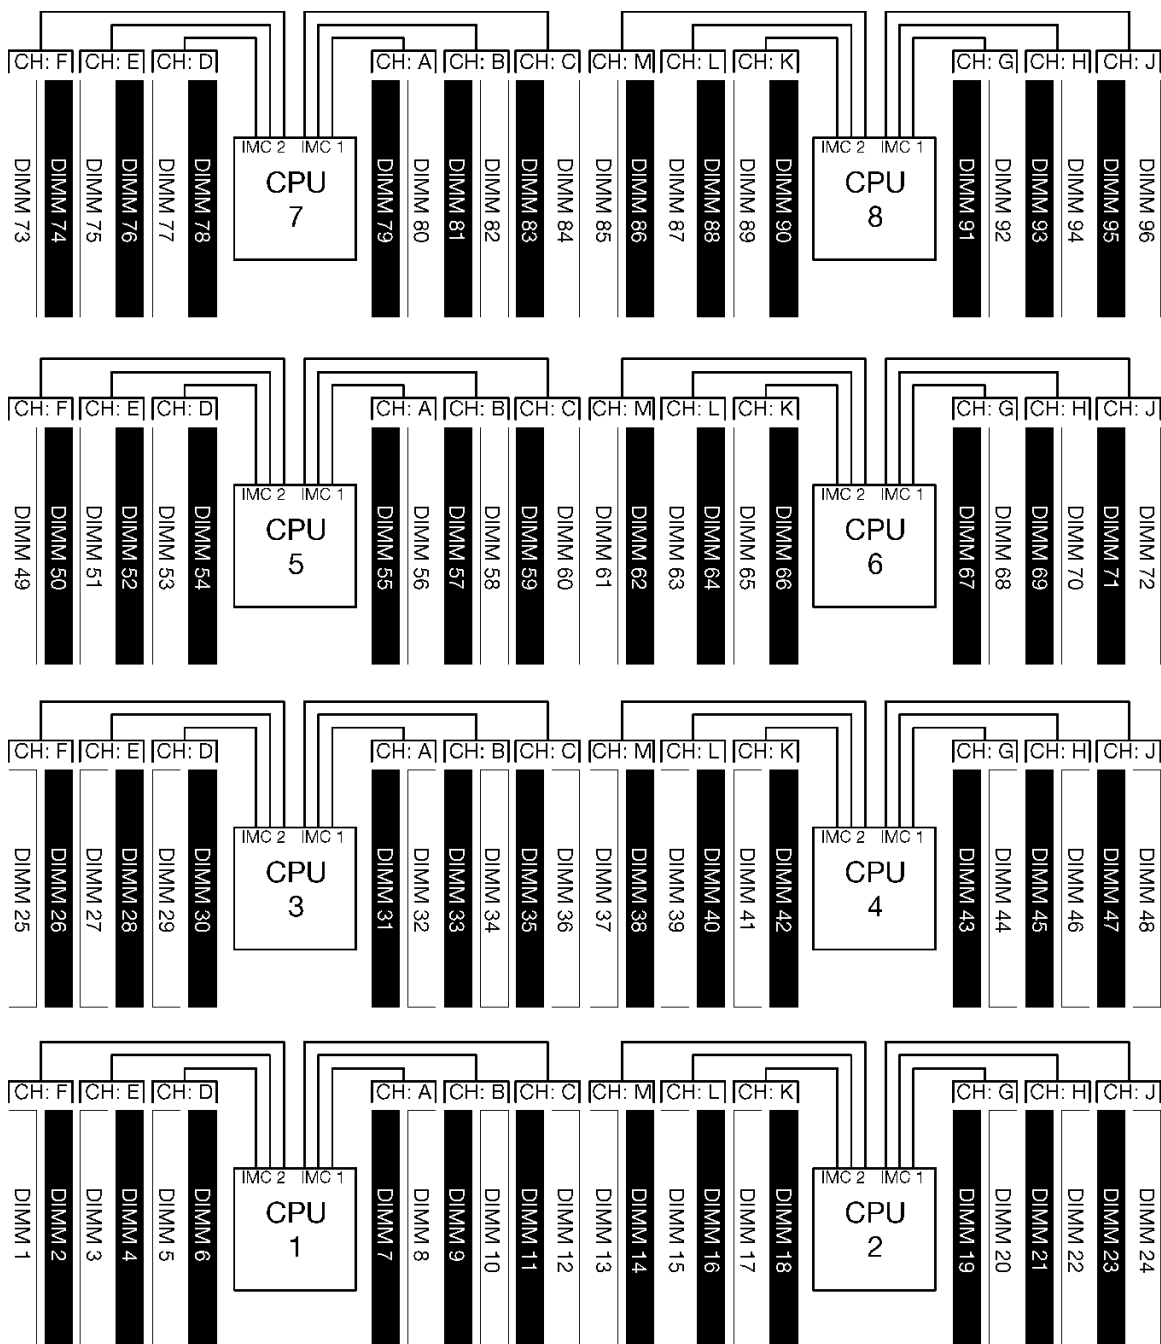 CH: F CH: E CH: D CH: A CH: B CH: C CH: M CH: L CH: K CH: G CH: H CH: J
IMC 2 IMC 1 IMC 2 IMC 1
DIMM 73 DIMM 74 DIMM 75 DIMM 76 DIMM 77 DIMM 78 CPU 7 DIMM 79 DIMM 80 DIMM 81 DIMM 82 DIMM 83 DIMM 84 DIMM 85 DIMM 86 DIMM 87 DIMM 88 DIMM 89 DIMM 90 CPU 8 DIMM 91 DIMM 92 DIMM 93 DIMM 94 DIMM 95 DIMM 96
CH: F CH: E CH: D CH: A CH: B CH: C CH: M CH: L CH: K CH: G CH: H CH: J
IMC 2 IMC 1 IMC 2 IMC 1
DIMM 49 DIMM 50 DIMM 51 DIMM 52 DIMM 53 DIMM 54 CPU 5 DIMM 55 DIMM 56 DIMM 57 DIMM 58 DIMM 59 DIMM 60 DIMM 61 DIMM 62 DIMM 63 DIMM 64 DIMM 65 DIMM 66 CPU 6 DIMM 67 DIMM 68 DIMM 69 DIMM 70 DIMM 71 DIMM 72
CH: F CH: E CH: D CH: A CH: B CH: C CH: M CH: L CH: K CH: G CH: H CH: J
IMC 2 IMC 1 IMC 2 IMC 1
DIMM 25 DIMM 26 DIMM 27 DIMM 28 DIMM 29 DIMM 30 CPU 3 DIMM 31 DIMM 32 DIMM 33 DIMM 34 DIMM 35 DIMM 36 DIMM 37 DIMM 38 DIMM 39 DIMM 40 DIMM 41 DIMM 42 CPU 4 DIMM 43 DIMM 44 DIMM 45 DIMM 46 DIMM 47 DIMM 48
CH: F CH: E CH: D CH: A CH: B CH: C CH: M CH: L CH: K CH: G CH: H CH: J
IMC 2 IMC 1 IMC 2 IMC 1
DIMM 1 DIMM 2 DIMM 3 DIMM 4 DIMM 5 DIMM 6 CPU 1 DIMM 7 DIMM 8 DIMM 9 DIMM 10 DIMM 11 DIMM 12 DIMM 13 DIMM 14 DIMM 15 DIMM 16 DIMM 17 DIMM 18 CPU 2 DIMM 19 DIMM 20 DIMM 21 DIMM 22 DIMM 23 DIMM 24